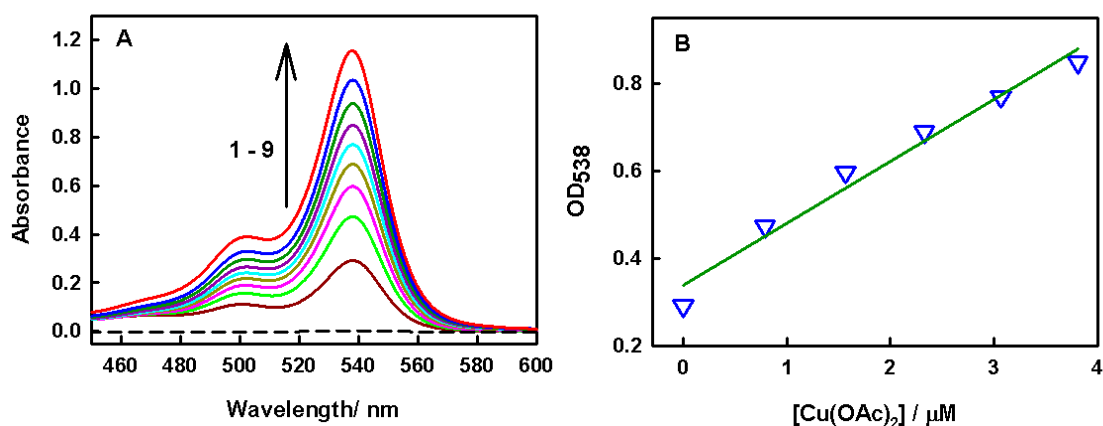 A
Absorbance
1.2
1.0
0.8
0.6
0.4
0.2
0.0
1 - 9
460 480 500 520 540 560 580 600
Wavelength/ nm
B
OD538
0.8
0.6
0.4
0.2
0 1 2 3 4
[Cu(OAc)2] / μM